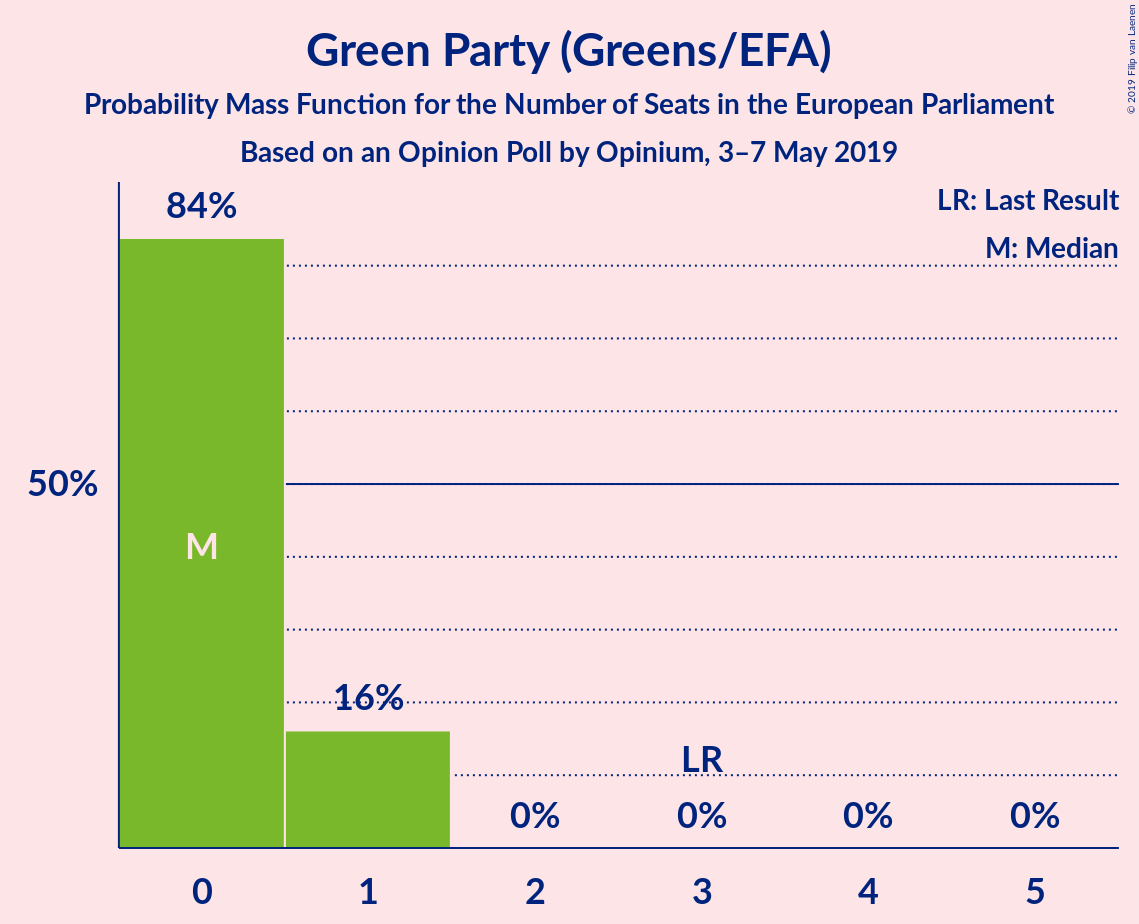 Green Party (Greens/EFA)
Probability Mass Function for the Number of Seats in the European Parliament
Based on an Opinion Poll by Opinium, 3–7 May 2019
© 2019 Filip van Laenen
LR: Last Result
M: Median
84%
50%
M
16%
LR
0% 0% 0% 0%
0 1 2 3 4 5